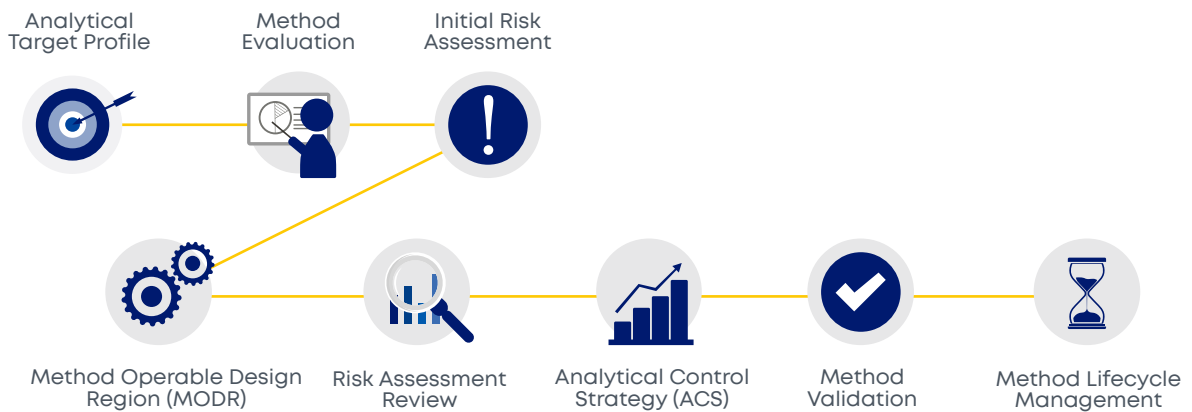 Analytical
Target Profile
Method
Evaluation
Initial Risk
Assessment
Method Operable Design
Region (MODR)
Risk Assessment
Review
Analytical Control
Strategy (ACS)
Method
Validation
Method Lifecycle
Management